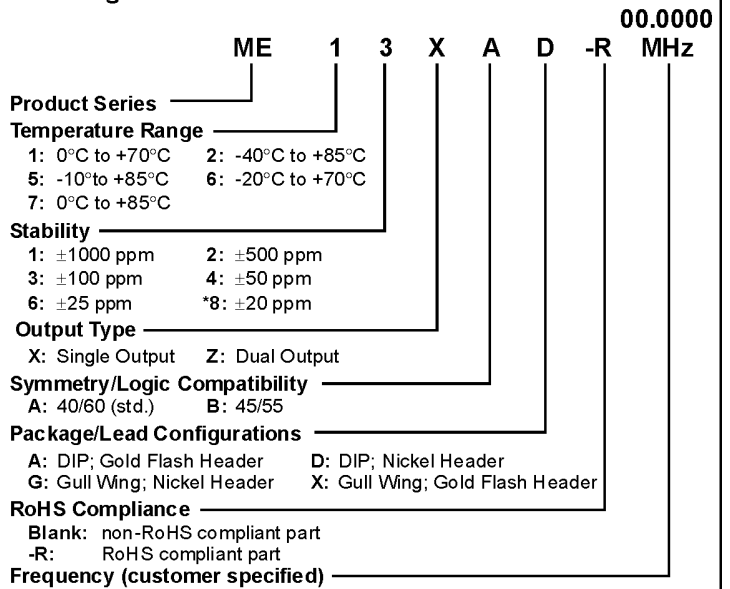 00.0000
ME 1 3 X A D -R MHz
Product Series
Temperature Range
1: 0°C to +70°C 2: -40°C to +85°C
5: -10°to +85°C 6: -20°C to +70°C
7: 0°C to +85°C
Stability
1: ±1000 ppm 2: ±500 ppm
3: ±100 ppm 4: ±50 ppm
6: ±25 ppm *8: ±20 ppm
Output Type
X: Single Output Z: Dual Output
Symmetry/Logic Compatibility
A: 40/60 (std.) B: 45/55
Package/Lead Configurations
A: DIP; Gold Flash Header D: DIP; Nickel Header
G: Gull Wing; Nickel Header X: Gull Wing; Gold Flash Header
RoHS Compliance
Blank: non-RoHS compliant part
-R: RoHS compliant part
Frequency (customer specified)